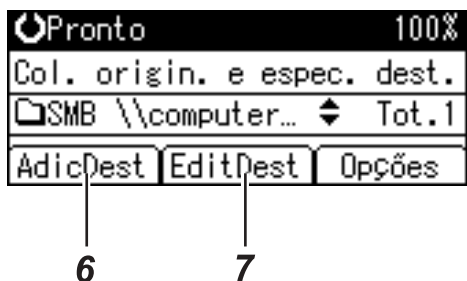 Pronto 100%
Col. origin. e espec. dest.
SMB \\computer… Tot.1
AdicDest EditDest Opções
6 7